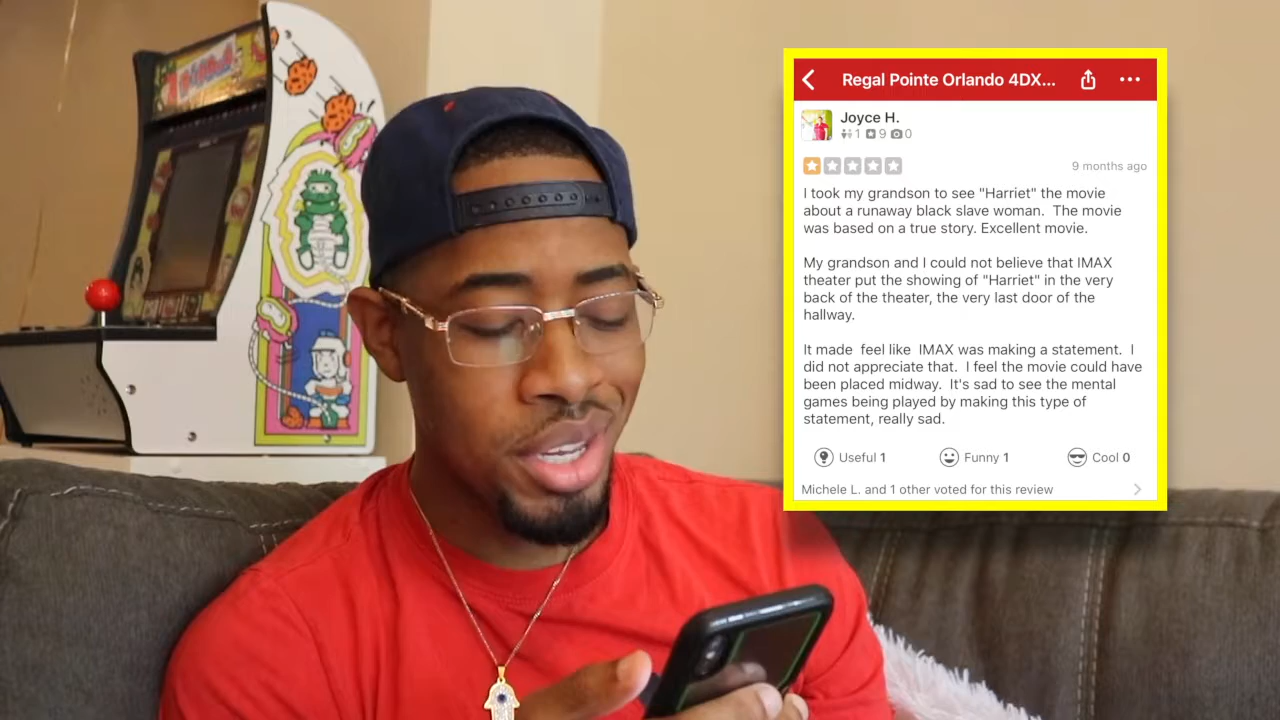 Regal Pointe Orlando 4DX...
Joyce H.
1 9 0
9 months ago
I took my grandson to see "Harriet" the movie
about a runaway black slave woman.  The movie
was based on a true story. Excellent movie.
My grandson and I could not believe that IMAX
theater put the showing of "Harriet" in the very
back of the theater, the very last door of the
hallway.
It made  feel like  IMAX was making a statement.  I
did not appreciate that.  I feel the movie could have
been placed midway.  It's sad to see the mental
games being played by making this type of
statement, really sad.
Useful 1 Funny 1 Cool 0
Michele L. and 1 other voted for this review